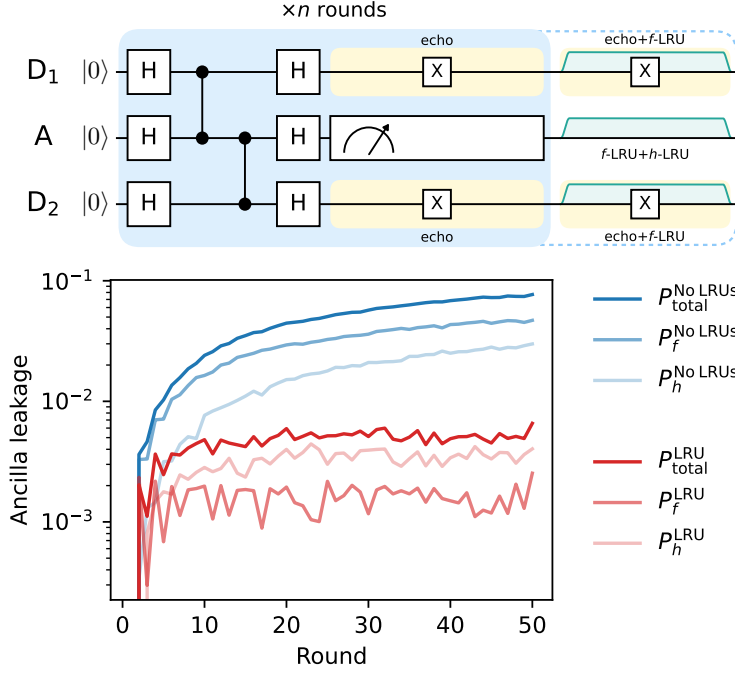 ×n rounds
echo
echo+f-LRU
D₁ |0⟩ H H X X
A |0⟩ H H
f-LRU+h-LRU
D₂ |0⟩ H H X X
echo
echo+f-LRU
Ancilla leakage
10⁻¹
10⁻²
10⁻³
0 10 20 30 40 50
Round
P_total^No LRUs
P_f^No LRUs
P_h^No LRUs
P_total^LRU
P_f^LRU
P_h^LRU